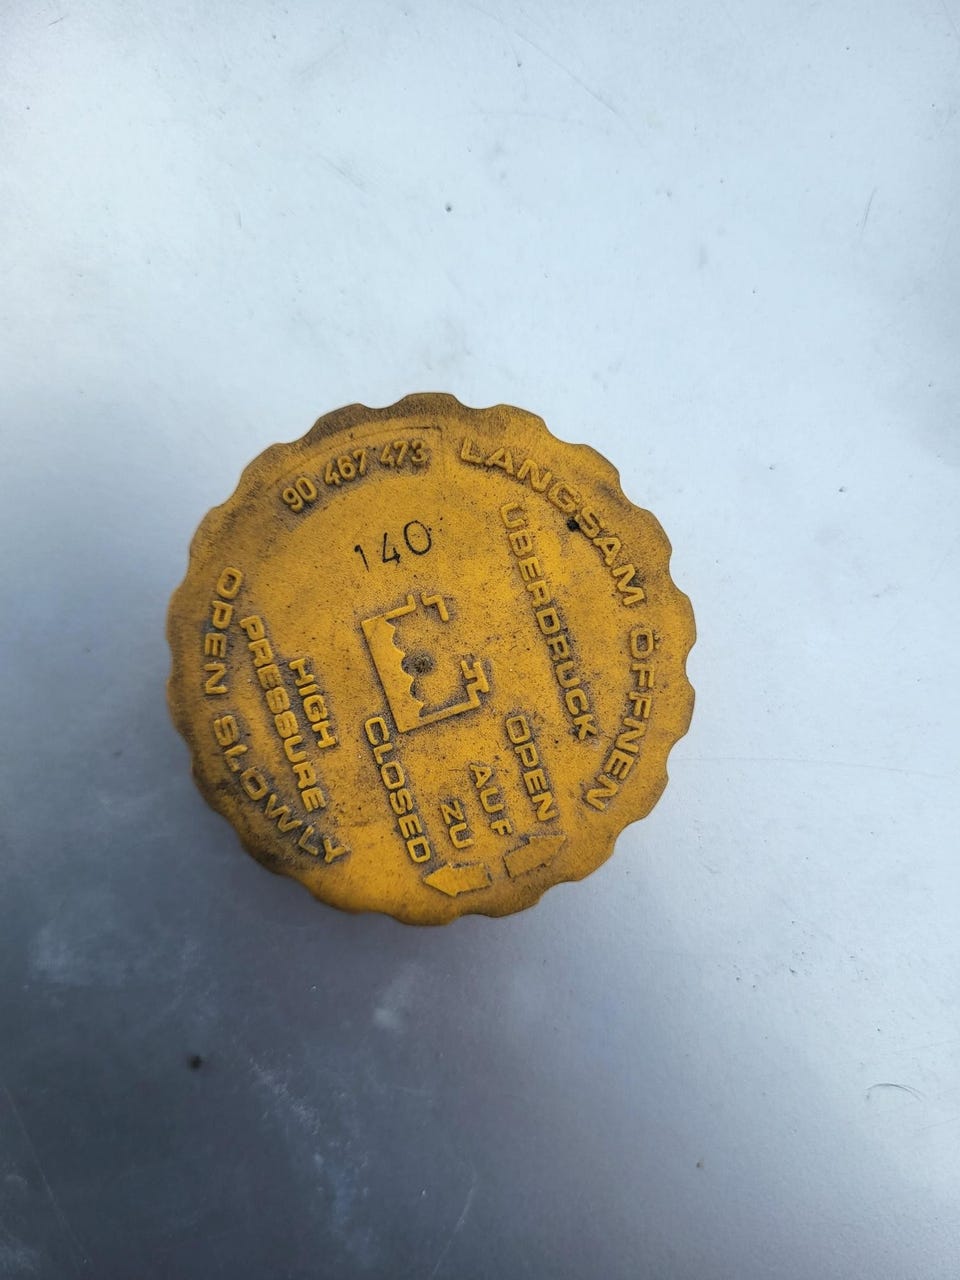 90 467 473
140
LANGSAM ÖFFNEN
ÜBERDRUCK
OPEN
AUF
ZU
CLOSED
HIGH
PRESSURE
OPEN SLOWLY